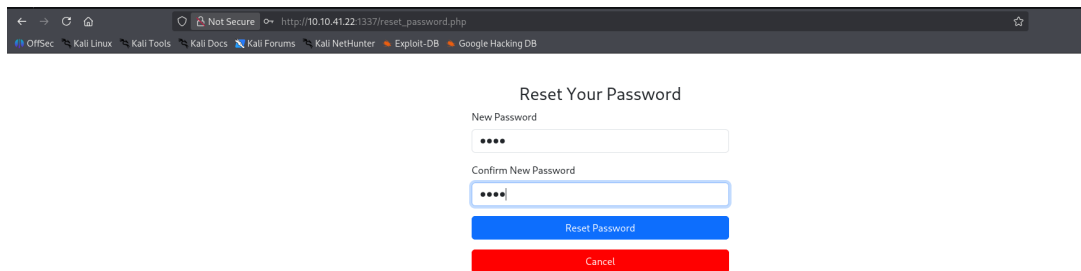 Not Secure http://10.10.41.22:1337/reset_password.php
OffSec Kali Linux Kali Tools Kali Docs Kali Forums Kali NetHunter Exploit-DB Google Hacking DB
Reset Your Password
New Password
••••
Confirm New Password
••••
Reset Password
Cancel